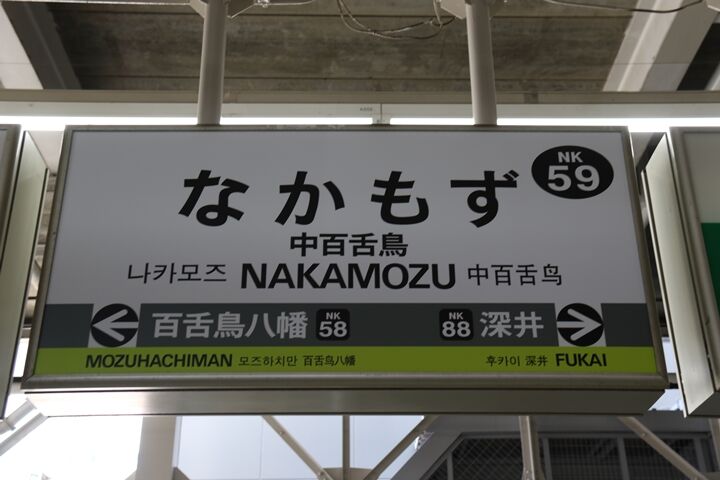 なかもず NK 59
中百舌鳥
나카모즈 NAKAMOZU 中百舌鸟
百舌鳥八幡 NK 58 NK 88 深井
MOZUHACHIMAN 모즈하치만 百舌鸟八幡 후카이 深井 FUKAI